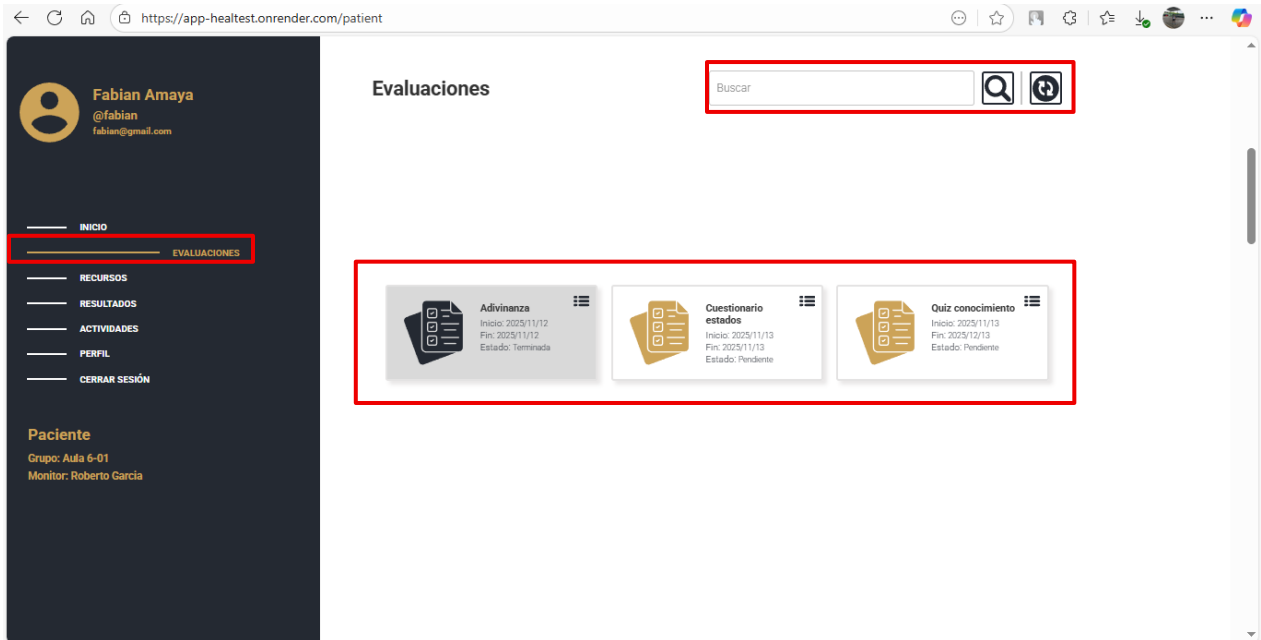 https://app-healtest.onrender.com/patient
Fabian Amaya
@fabian
fabian@gmail.com
INICIO
EVALUACIONES
RECURSOS
RESULTADOS
ACTIVIDADES
PERFIL
CERRAR SESIÓN
Paciente
Grupo: Aula 6-01
Monitor: Roberto Garcia
Evaluaciones
Buscar
Adivinanza
Inicio: 2025/11/12
Fin: 2025/11/12
Estado: Terminada
Cuestionario
estados
Inicio: 2025/11/13
Fin: 2025/11/13
Estado: Pendiente
Quiz conocimiento
Inicio: 2025/11/13
Fin: 2025/12/13
Estado: Pendiente